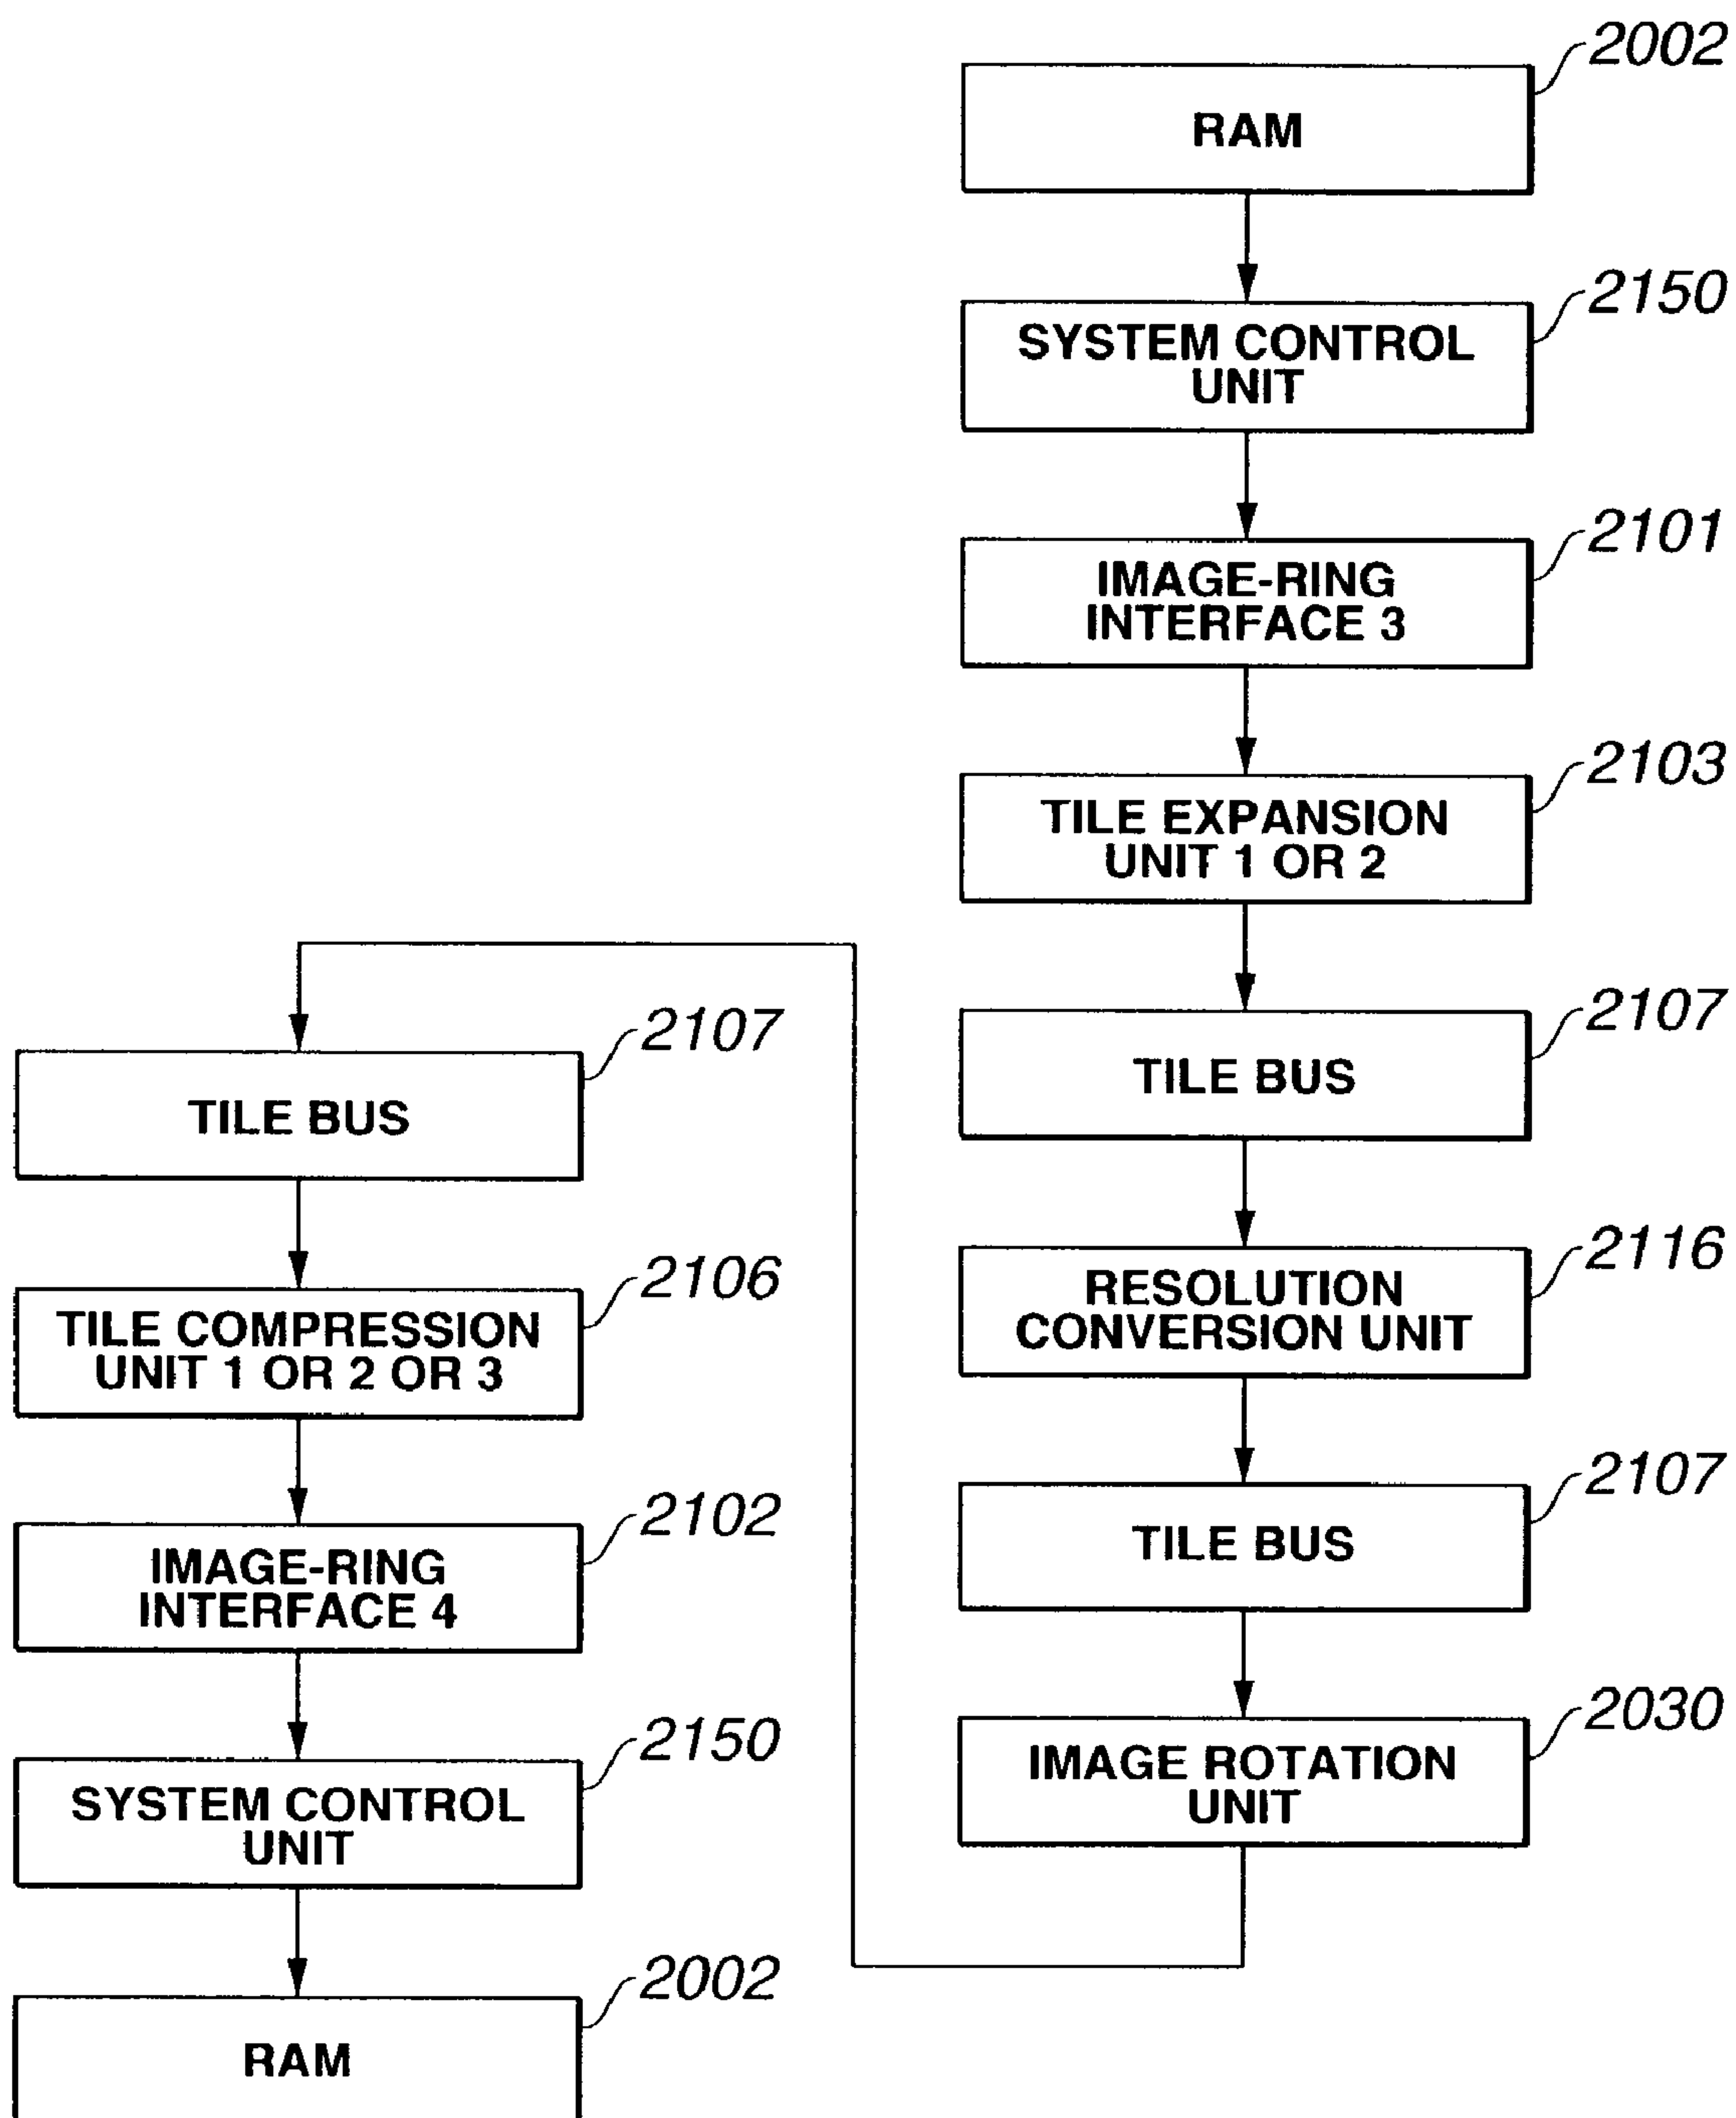 2002
RAM
2150
SYSTEM CONTROL
UNIT
2101
IMAGE-RING
INTERFACE 3
2103
TILE EXPANSION
UNIT 1 OR 2
2107
TILE BUS
2116
RESOLUTION
CONVERSION UNIT
2107
TILE BUS
2030
IMAGE ROTATION
UNIT
2107
TILE BUS
2106
TILE COMPRESSION
UNIT 1 OR 2 OR 3
2102
IMAGE-RING
INTERFACE 4
2150
SYSTEM CONTROL
UNIT
2002
RAM